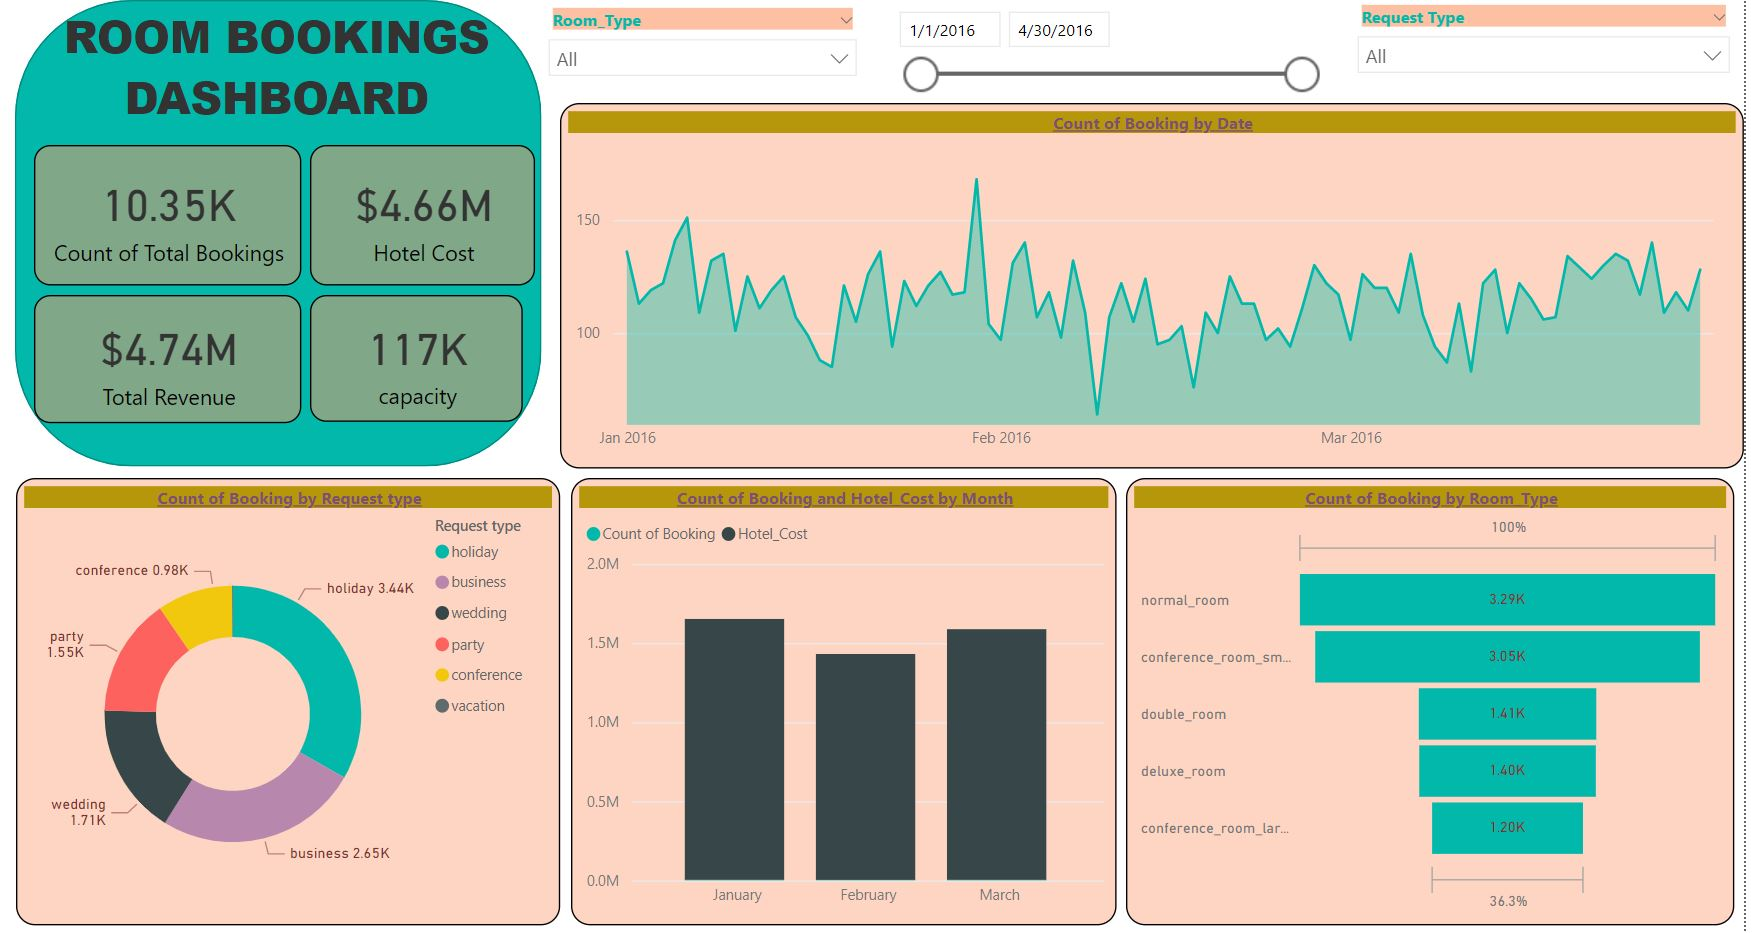 ROOM BOOKINGS
DASHBOARD
10.35K
Count of Total Bookings
$4.66M
Hotel Cost
$4.74M
Total Revenue
117K
capacity
Room_Type
All
1/1/2016
4/30/2016
Request Type
All
Count of Booking by Date
150
100
Jan 2016
Feb 2016
Mar 2016
Count of Booking by Request type
Request type
holiday
business
wedding
party
conference
vacation
conference 0.98K
holiday 3.44K
party
1.55K
wedding
1.71K
business 2.65K
Count of Booking and Hotel_Cost by Month
Count of Booking
Hotel_Cost
2.0M
1.5M
1.0M
0.5M
0.0M
January
February
March
Count of Booking by Room_Type
100%
normal_room
3.29K
conference_room_sm...
3.05K
double_room
1.41K
deluxe_room
1.40K
conference_room_lar...
1.20K
36.3%